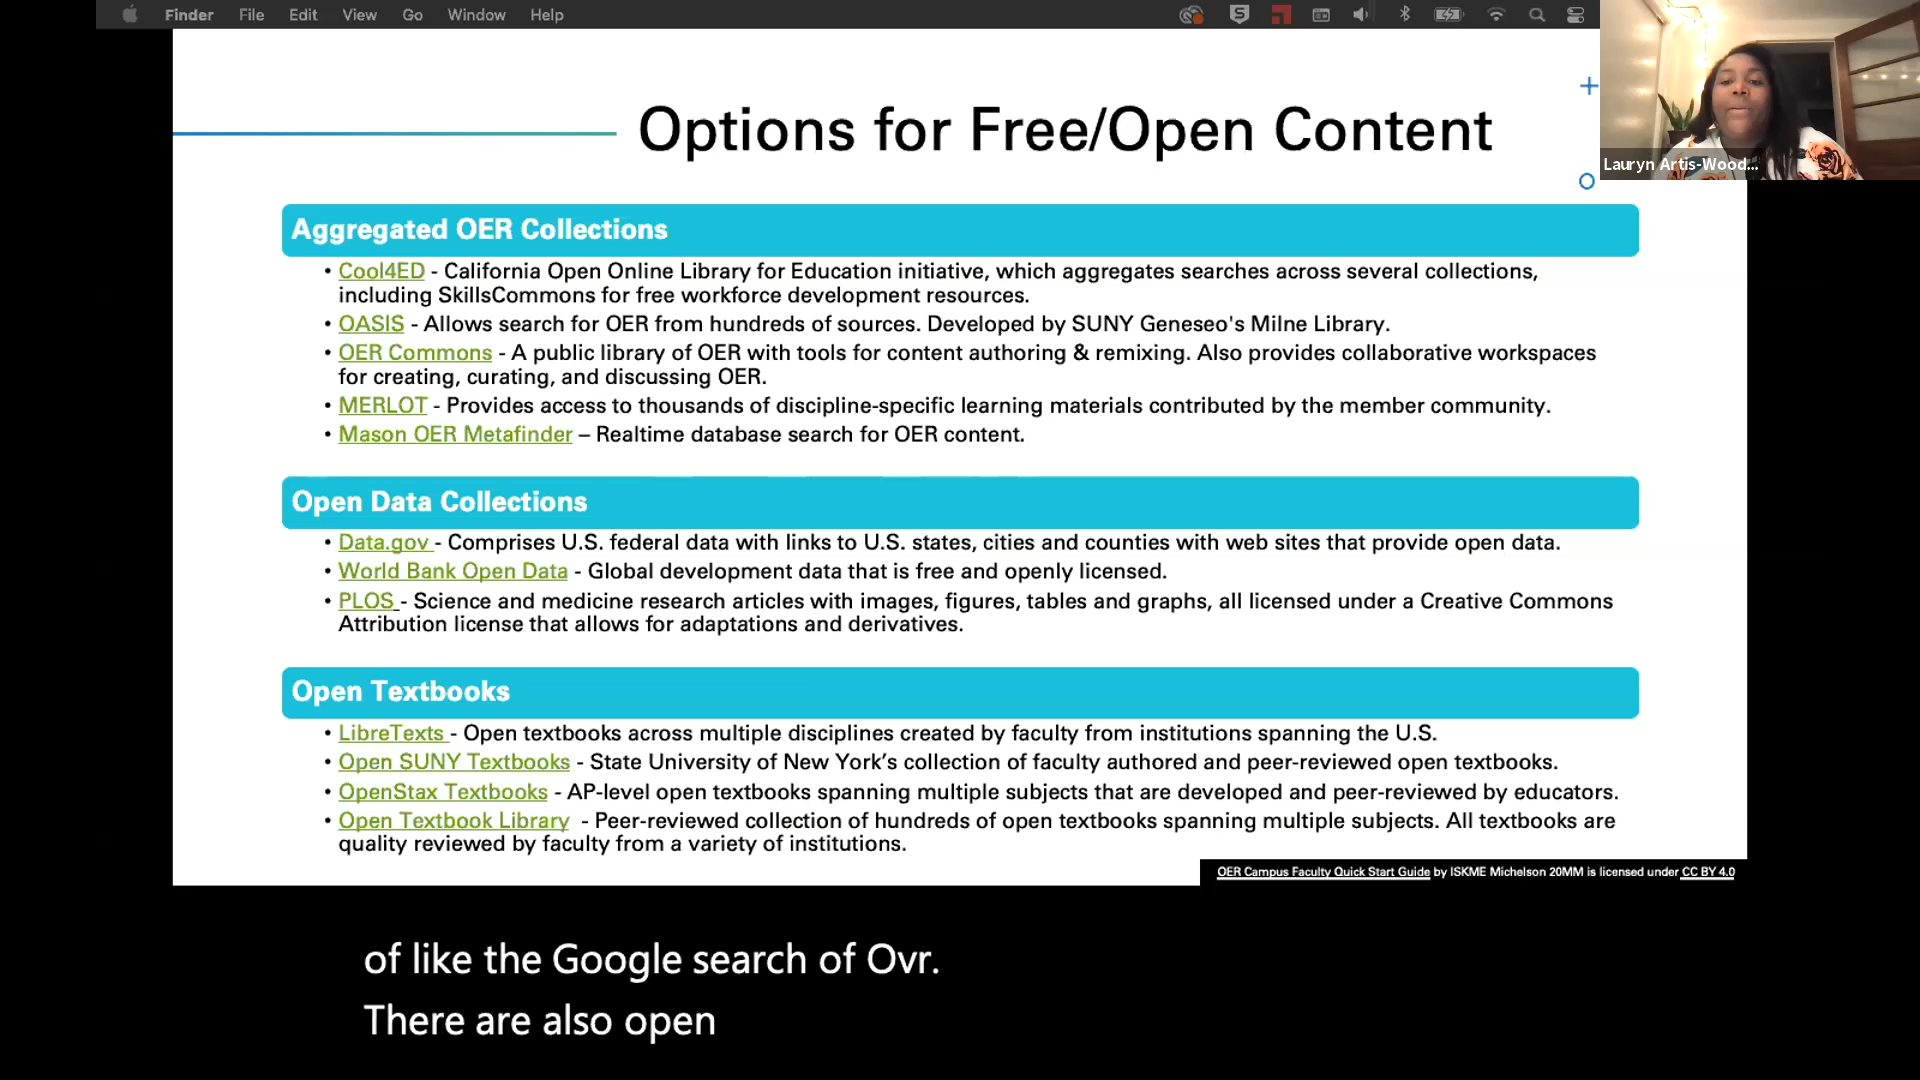 Finder File Edit View Go Window Help
Options for Free/Open Content
Lauryn Artis-Wood...
Aggregated OER Collections
• Cool4ED - California Open Online Library for Education initiative, which aggregates searches across several collections,
including SkillsCommons for free workforce development resources.
• OASIS - Allows search for OER from hundreds of sources. Developed by SUNY Geneseo's Milne Library.
• OER Commons - A public library of OER with tools for content authoring & remixing. Also provides collaborative workspaces
for creating, curating, and discussing OER.
• MERLOT - Provides access to thousands of discipline-specific learning materials contributed by the member community.
• Mason OER Metafinder – Realtime database search for OER content.
Open Data Collections
• Data.gov - Comprises U.S. federal data with links to U.S. states, cities and counties with web sites that provide open data.
• World Bank Open Data - Global development data that is free and openly licensed.
• PLOS - Science and medicine research articles with images, figures, tables and graphs, all licensed under a Creative Commons
Attribution license that allows for adaptations and derivatives.
Open Textbooks
• LibreTexts - Open textbooks across multiple disciplines created by faculty from institutions spanning the U.S.
• Open SUNY Textbooks - State University of New York’s collection of faculty authored and peer-reviewed open textbooks.
• OpenStax Textbooks - AP-level open textbooks spanning multiple subjects that are developed and peer-reviewed by educators.
• Open Textbook Library - Peer-reviewed collection of hundreds of open textbooks spanning multiple subjects. All textbooks are
quality reviewed by faculty from a variety of institutions.
OER Campus Faculty Quick Start Guide by ISKME Michelson 20MM is licensed under CC BY 4.0
of like the Google search of Ovr.
There are also open